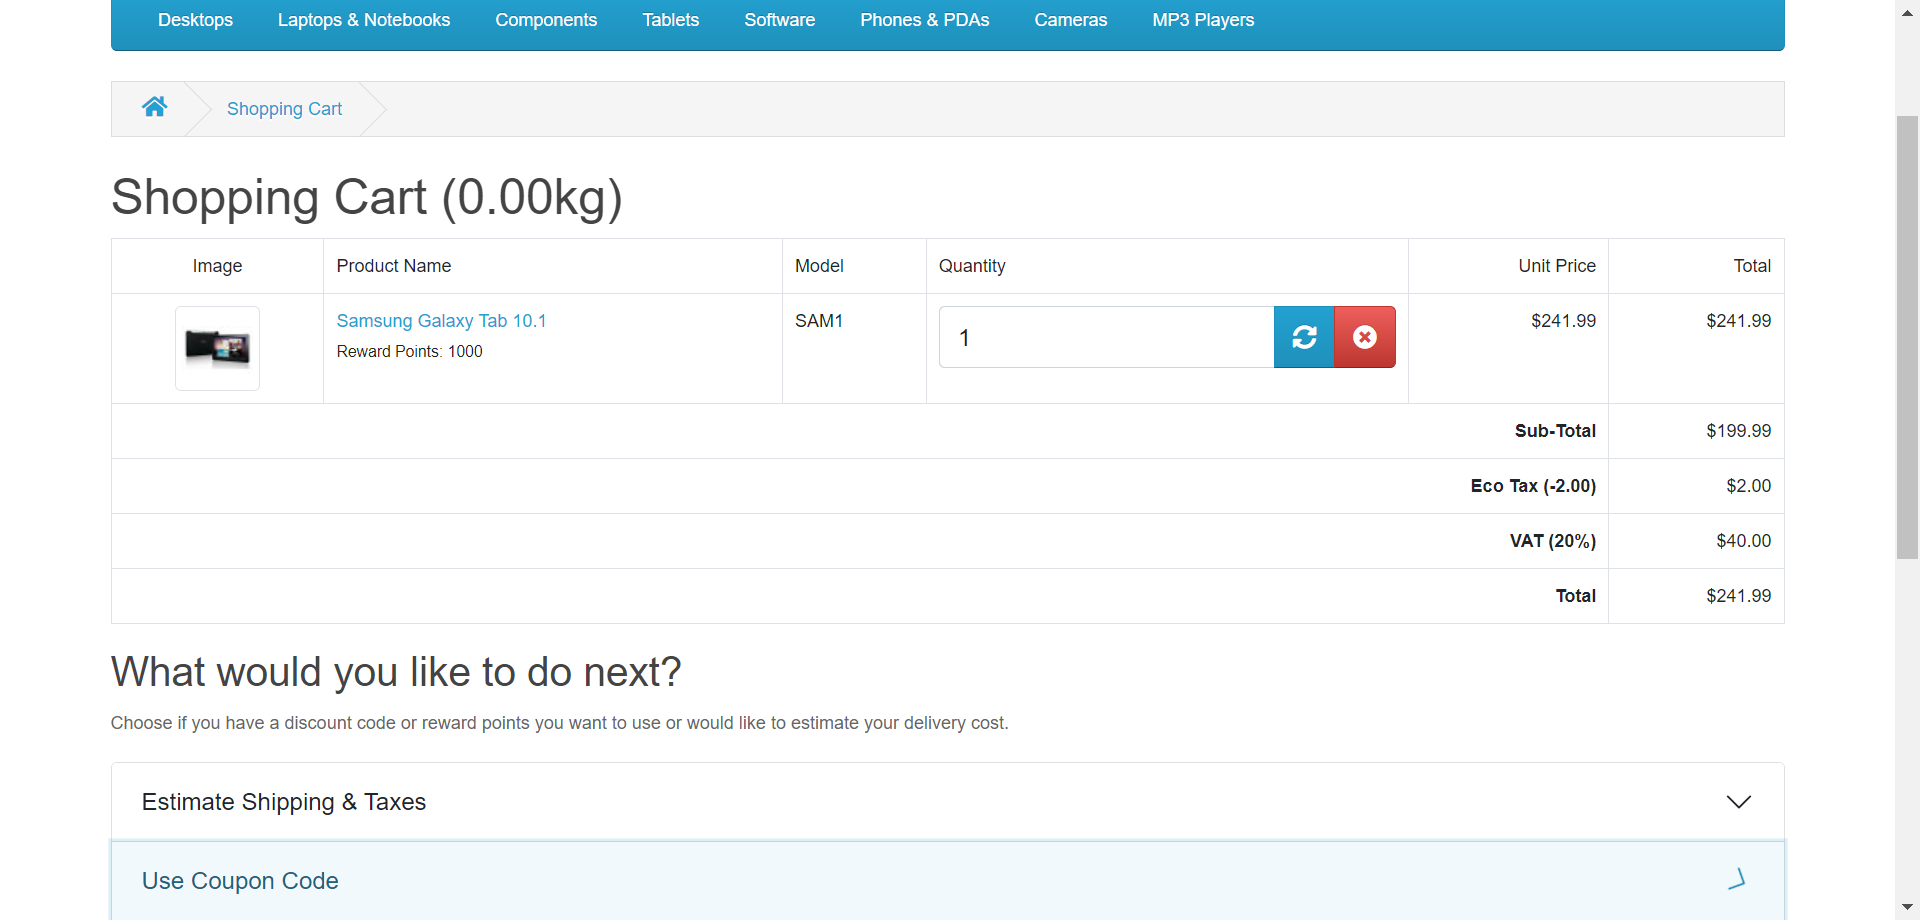 Desktops Laptops & Notebooks Components Tablets Software Phones & PDAs Cameras MP3 Players
Shopping Cart
Shopping Cart (0.00kg)
Image Product Name Model Quantity Unit Price Total
Samsung Galaxy Tab 10.1 SAM1 1 $241.99 $241.99
Reward Points: 1000
Sub-Total $199.99
Eco Tax (-2.00) $2.00
VAT (20%) $40.00
Total $241.99
What would you like to do next?
Choose if you have a discount code or reward points you want to use or would like to estimate your delivery cost.
Estimate Shipping & Taxes
Use Coupon Code